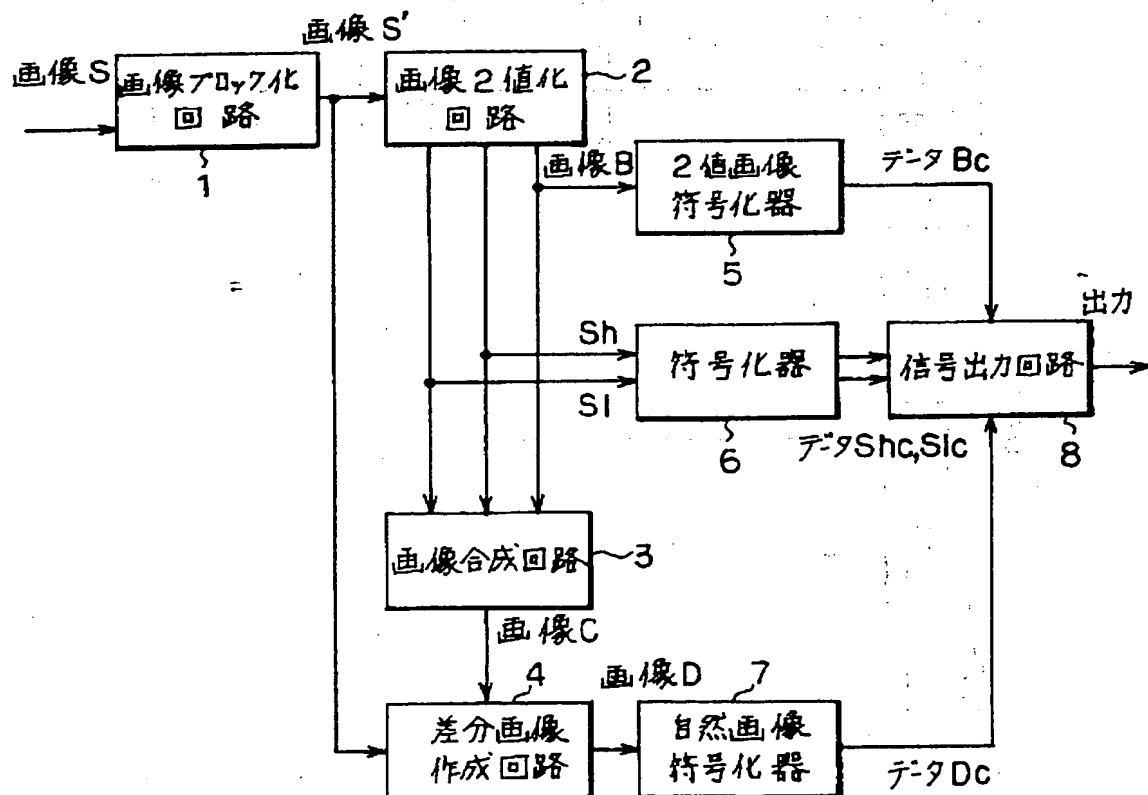 画像S
画像ブロック化
回路
1
画像S'
画像2値化
回路
2
画像B
2値画像
符号化器
5
データBc
Sh
Sl
符号化器
6
データShc,Slc
出力
信号出力回路
8
画像合成回路
3
画像C
4
差分画像
作成回路
画像D
7
自然画像
符号化器
データDc